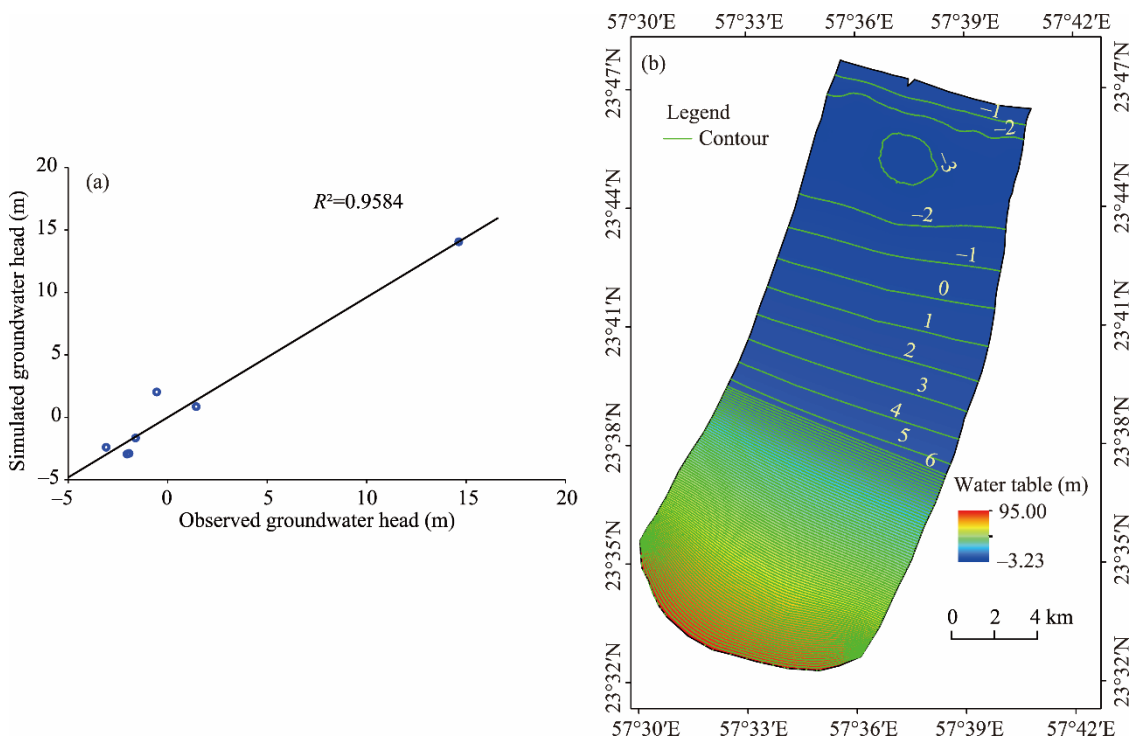 (a)
R²=0.9584
Simulated groundwater head (m)
20
15
10
5
0
−5
−5
0
5
10
15
20
Observed groundwater head (m)
57°30′E
57°33′E
57°36′E
57°39′E
57°42′E
(b)
Legend
Contour
23°47′N
23°44′N
23°41′N
23°38′N
23°35′N
23°32′N
−1
−2
−3
−2
−1
0
1
2
3
4
5
6
Water table (m)
95.00
−3.23
0 2 4 km
23°47′N
23°44′N
23°41′N
23°38′N
23°35′N
23°32′N
57°30′E
57°33′E
57°36′E
57°39′E
57°42′E